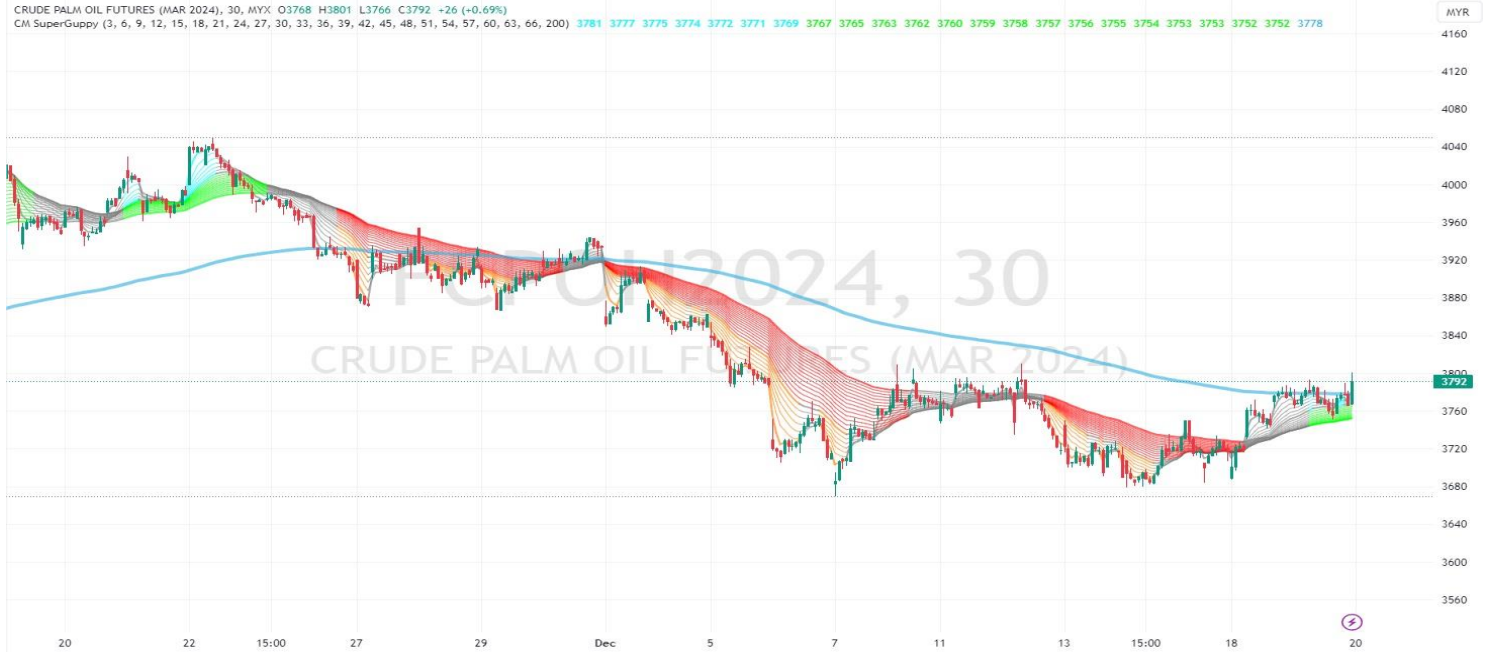 CRUDE PALM OIL FUTURES (MAR 2024), 30, MYX O3768 H3801 L3766 C3792 +26 (+0.69%)
CM SuperGuppy (3, 6, 9, 12, 15, 18, 21, 24, 27, 30, 33, 36, 39, 42, 45, 48, 51, 54, 57, 60, 63, 66, 200) 3781 3777 3775 3774 3772 3771 3769 3767 3765 3763 3762 3760 3759 3758 3757 3756 3755 3754 3753 3753 3752 3752 3778
MYR
4160
4120
4080
4040
4000
3960
3920
3880
3840
3800
3792
3760
3720
3680
3640
3600
3560
FCPOH2024, 30
CRUDE PALM OIL FUTURES (MAR 2024)
20 22 15:00 27 29 Dec 5 7 11 13 15:00 18 20